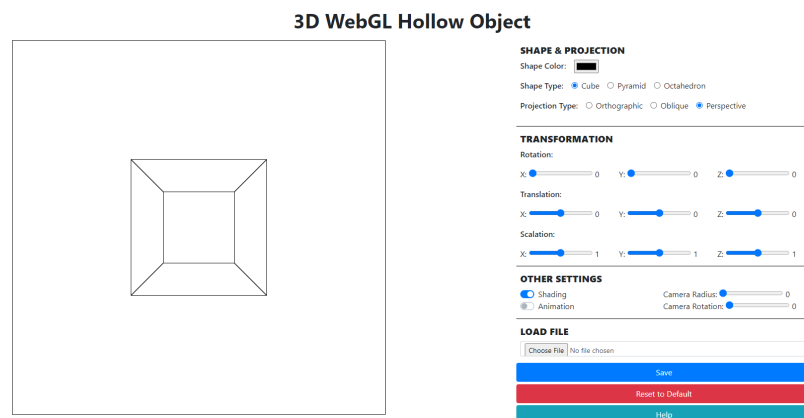 3D WebGL Hollow Object
SHAPE & PROJECTION
Shape Color:
Shape Type: Cube Pyramid Octahedron
Projection Type: Orthographic Oblique Perspective
TRANSFORMATION
Rotation:
X: 0 Y: 0 Z: 0
Translation:
X: 0 Y: 0 Z: 0
Scalation:
X: 1 Y: 1 Z: 1
OTHER SETTINGS
Shading Camera Radius: 0
Animation Camera Rotation: 0
LOAD FILE
Choose File No file chosen
Save
Reset to Default
Help